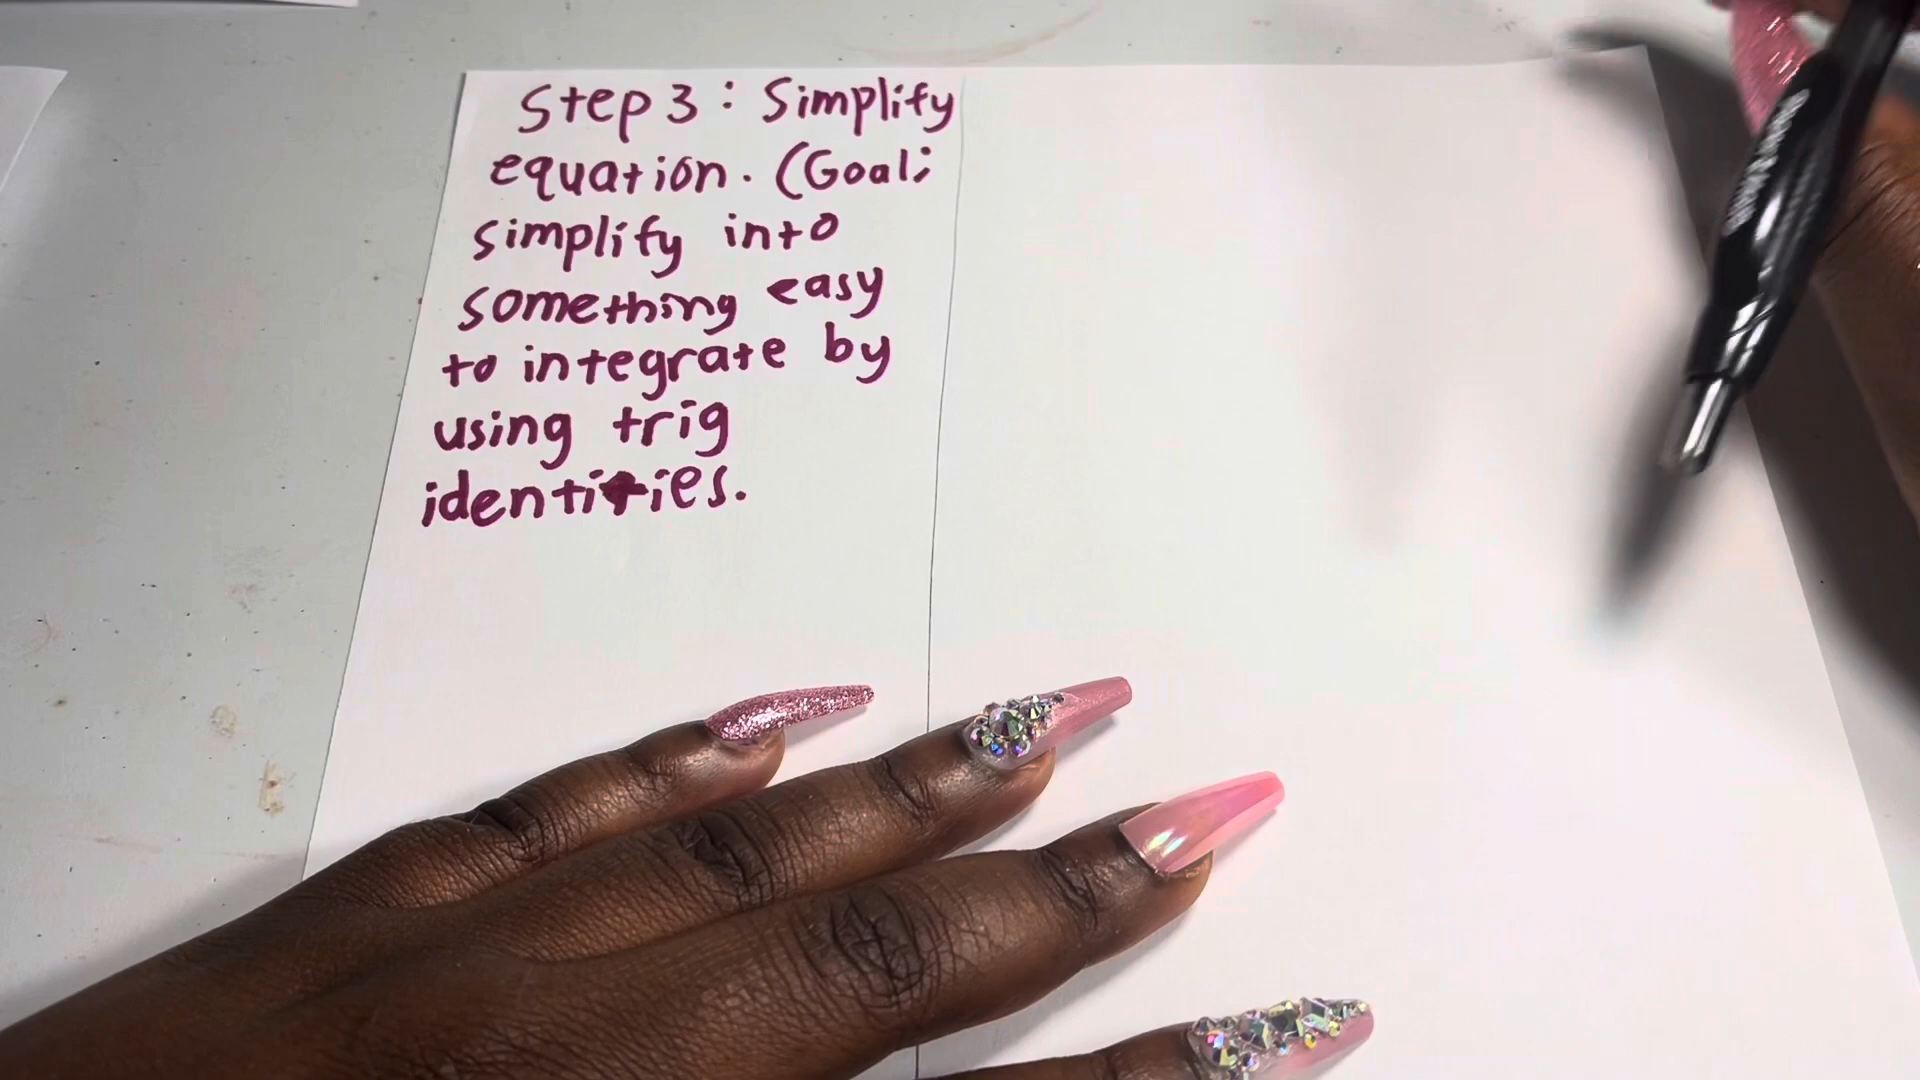 Step 3 : Simplify
equation. (Goal;
simplify into
something easy
to integrate by
using trig
identities.